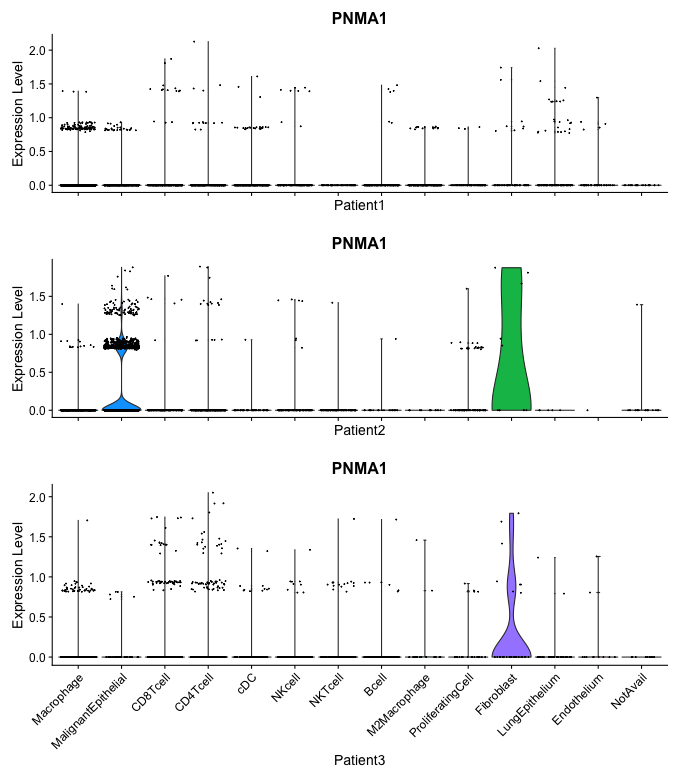 PNMA1
Expression Level
2.0
1.5
1.0
0.5
0.0
Patient1
PNMA1
Expression Level
1.5
1.0
0.5
0.0
Patient2
PNMA1
Expression Level
2.0
1.5
1.0
0.5
0.0
Macrophage
MalignantEpithelial
CD8Tcell
CD4Tcell
cDC
NKcell
NKTcell
Bcell
M2Macrophage
ProliferatingCell
Fibroblast
LungEpithelium
Endothelium
NotAvail
Patient3